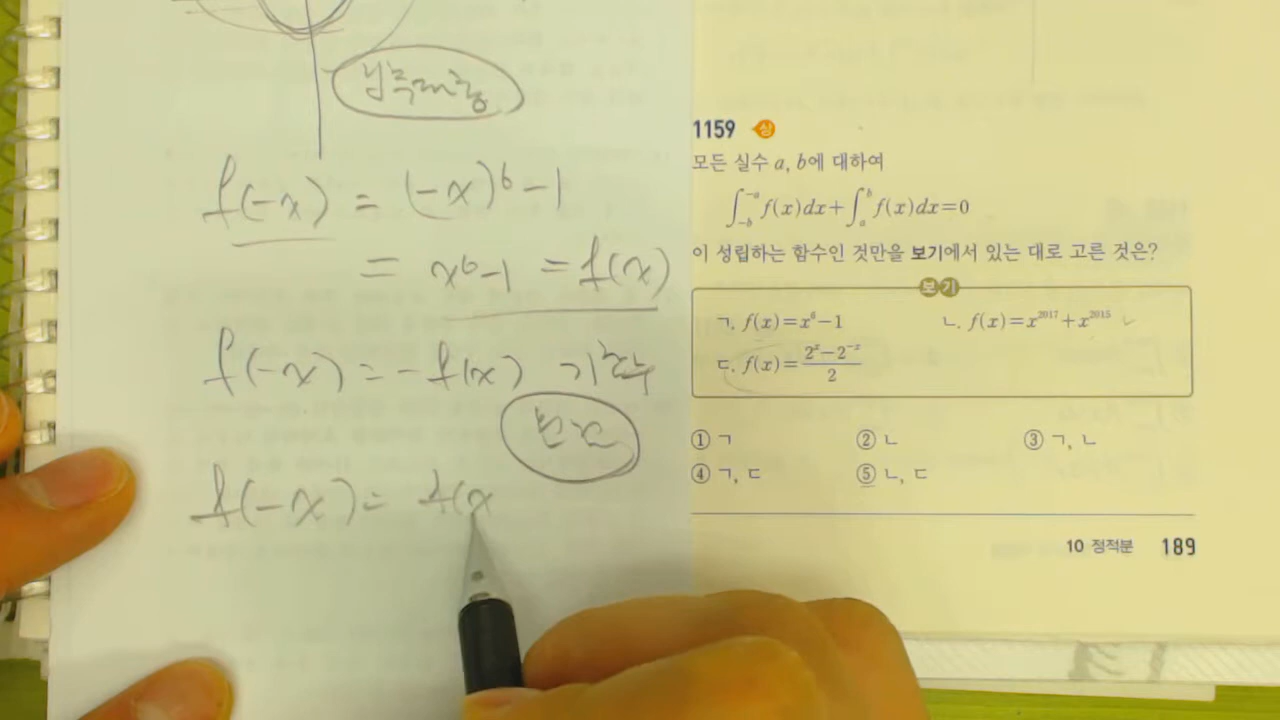 f(-x) = (-x)⁶-1
= x⁶-1 = f(x)
f(-x) = -f(x) 기함수
f(-x) = f(x
1159 상
모든 실수 a, b에 대하여
∫_{-b}^{-a} f(x)dx+∫_{a}^{b} f(x)dx=0
이 성립하는 함수인 것만을 보기에서 있는 대로 고른 것은?
보기
ㄱ. f(x)=x⁶-1 ㄴ. f(x)=x²⁰¹⁷+x²⁰¹⁵
ㄷ. f(x)=(2ˣ-2⁻ˣ)/2
① ㄱ ② ㄴ ③ ㄱ, ㄴ
④ ㄱ, ㄷ ⑤ ㄴ, ㄷ
10 정적분 189